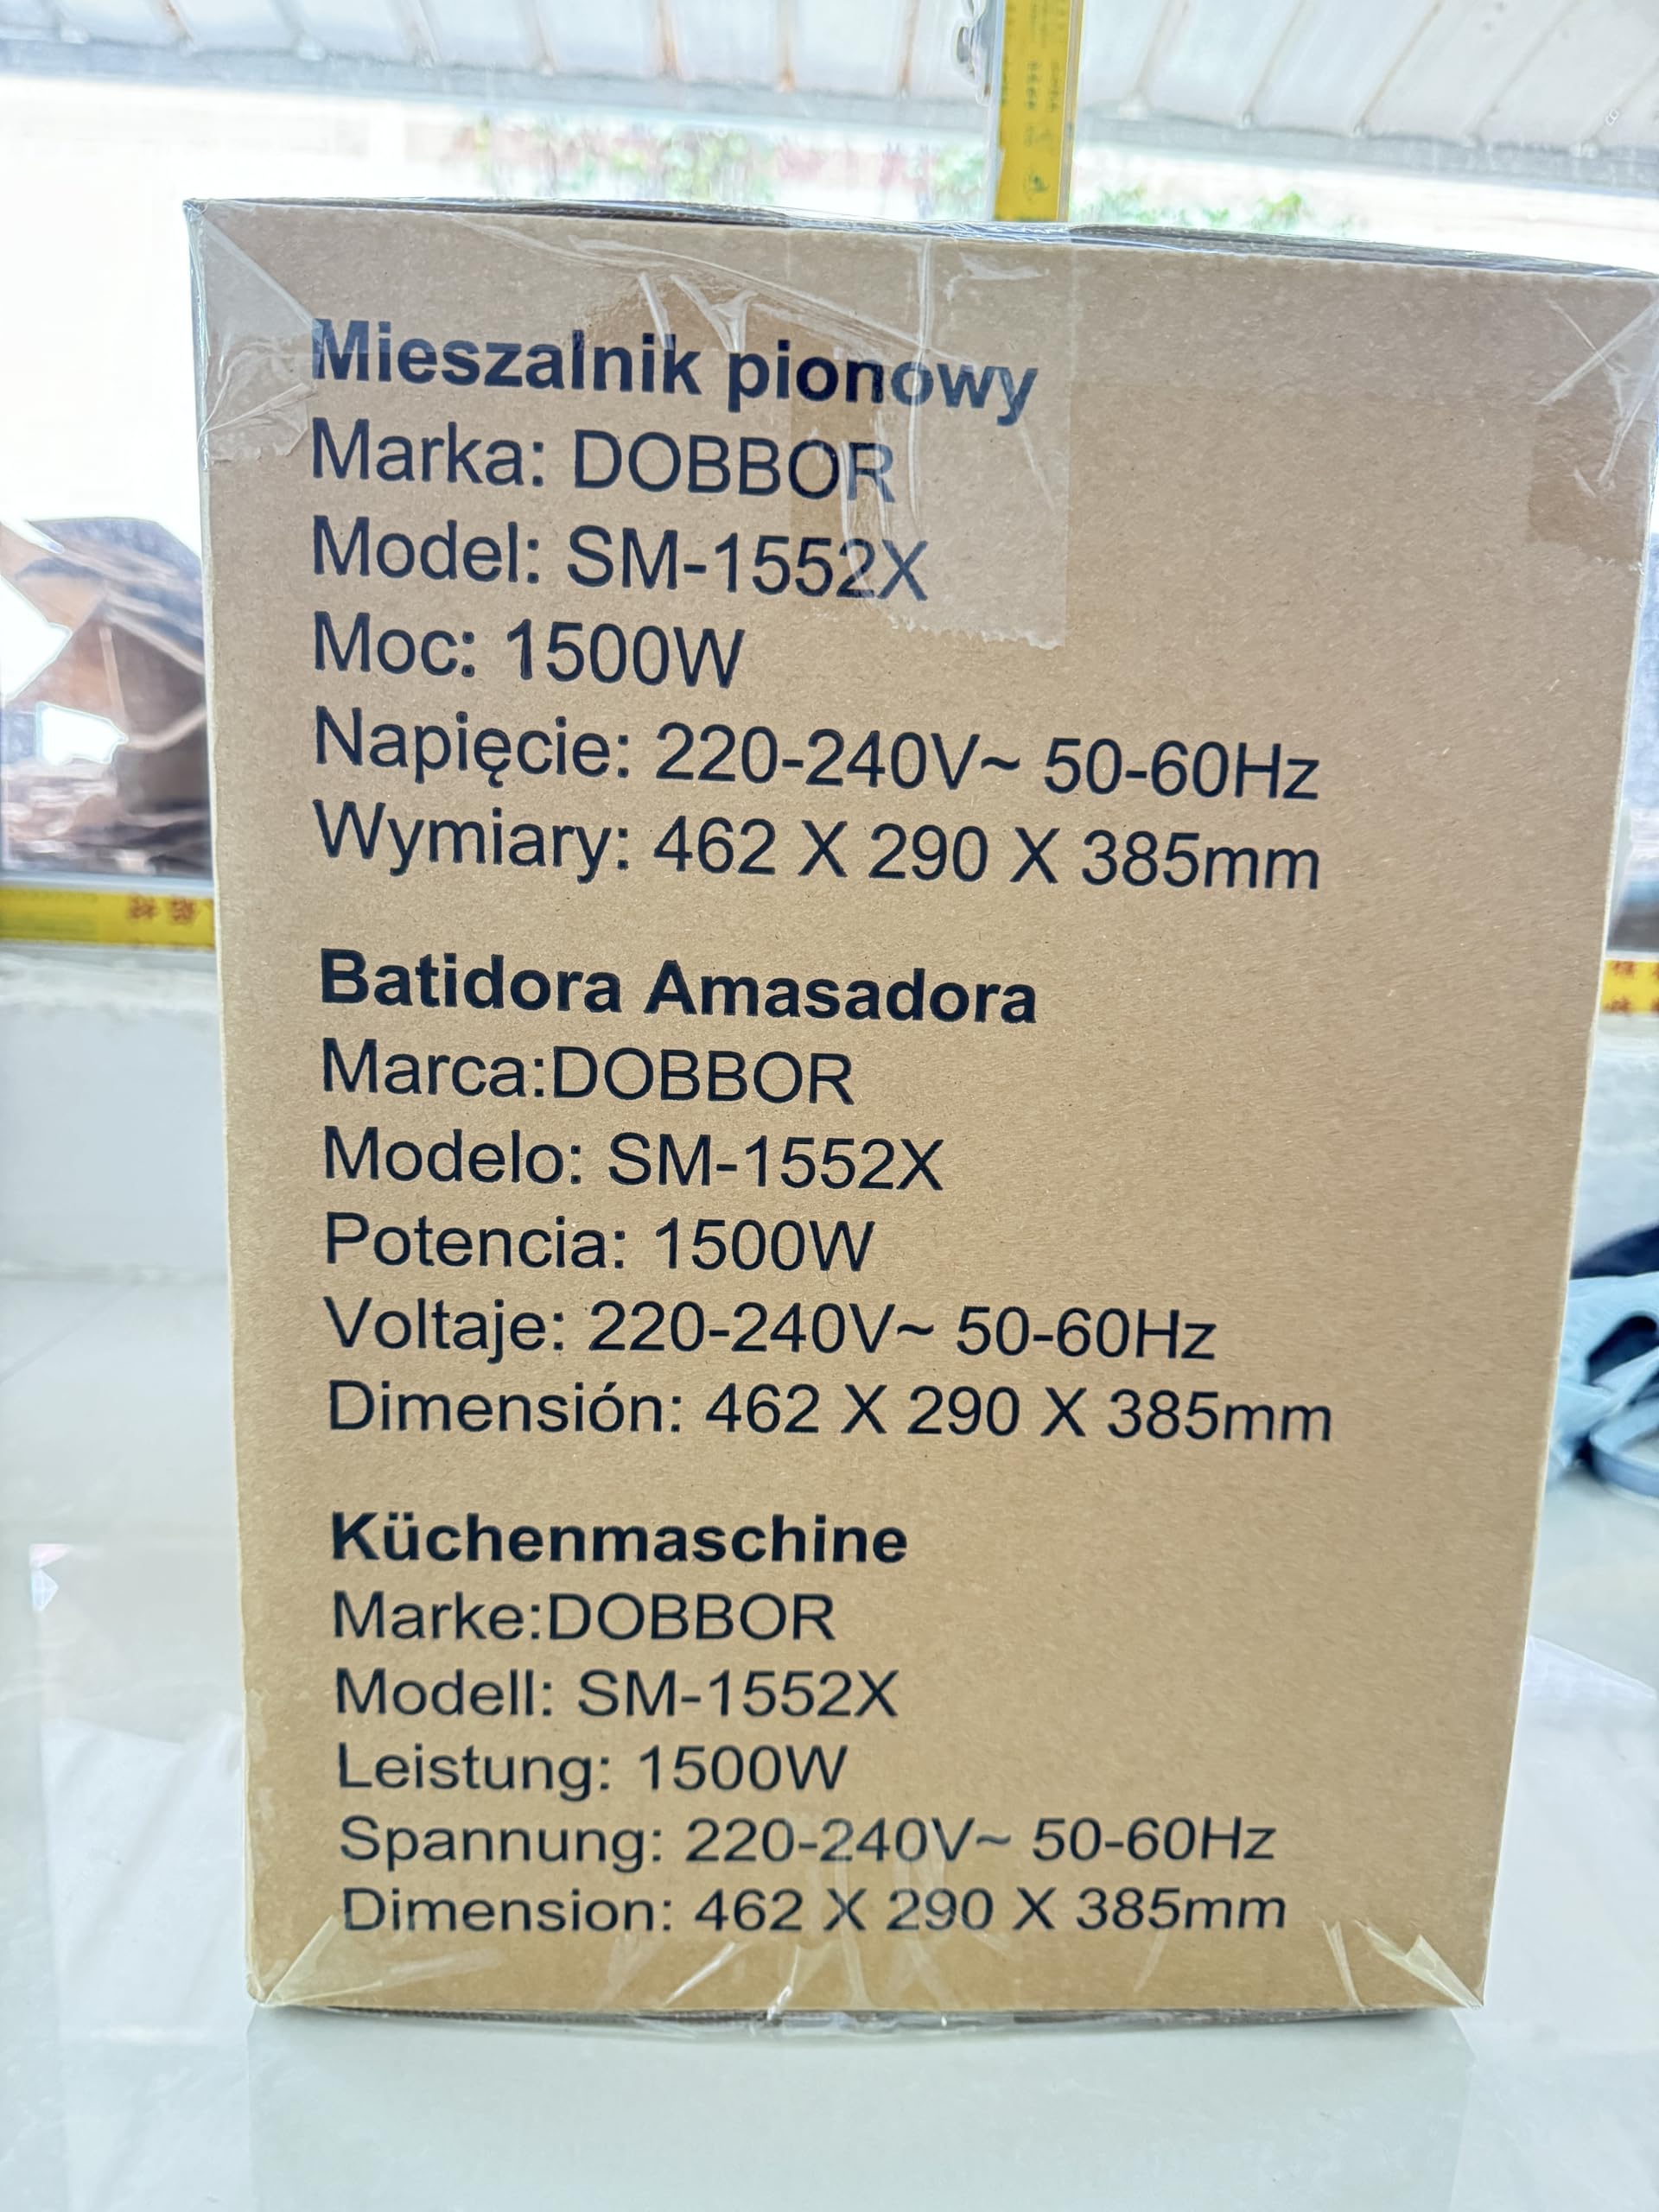 Mieszalnik pionowy
Marka: DOBBOR
Model: SM-1552X
Moc: 1500W
Napięcie: 220-240V~ 50-60Hz
Wymiary: 462 X 290 X 385mm
Batidora Amasadora
Marca:DOBBOR
Modelo: SM-1552X
Potencia: 1500W
Voltaje: 220-240V~ 50-60Hz
Dimensión: 462 X 290 X 385mm
Küchenmaschine
Marke:DOBBOR
Modell: SM-1552X
Leistung: 1500W
Spannung: 220-240V~ 50-60Hz
Dimension: 462 X 290 X 385mm